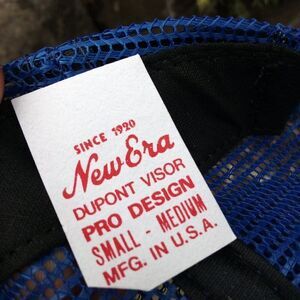 SINCE 1920
New Era
DUPONT VISOR
PRO DESIGN
SMALL - MEDIUM
MFG. IN U.S.A.